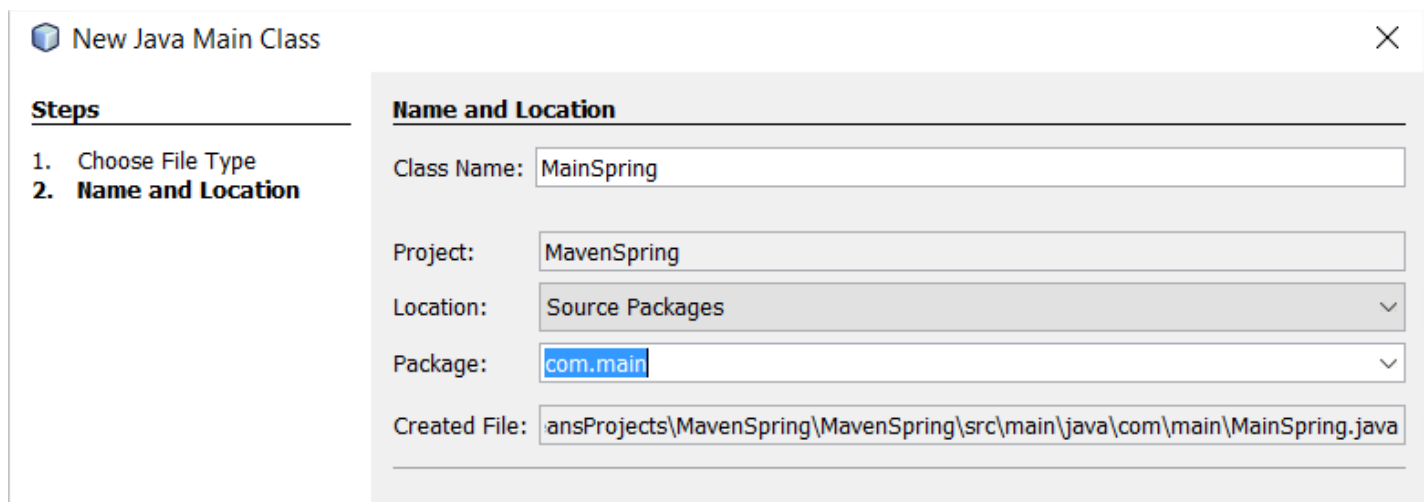 New Java Main Class
Steps
1. Choose File Type
2. Name and Location
Name and Location
Class Name: MainSpring
Project: MavenSpring
Location: Source Packages
Package: com.main
Created File: ansProjects\MavenSpring\MavenSpring\src\main\java\com\main\MainSpring.java